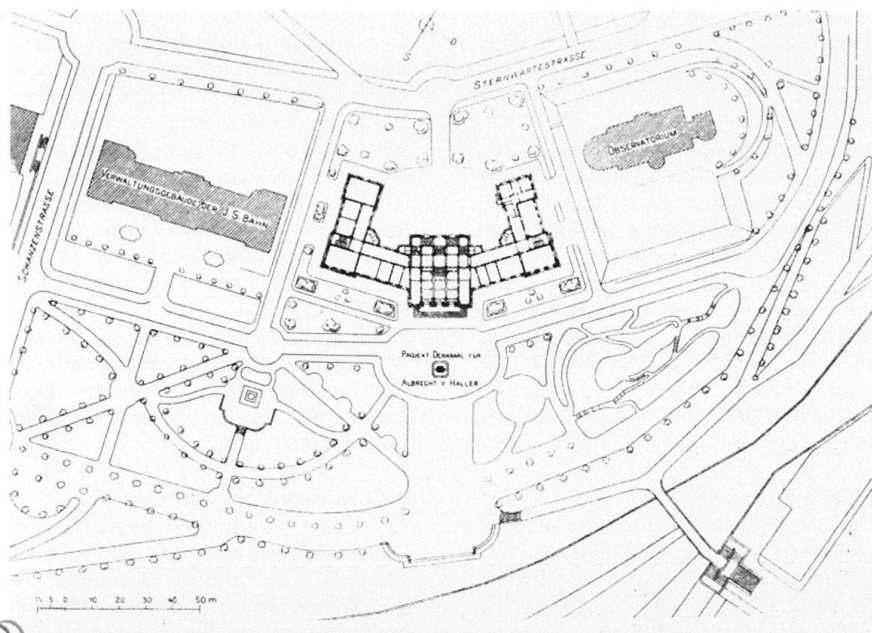 S
O
STERNWARTESTRASSE
OBSERVATORIUM
VERWALTUNGSGEBÄUDE DER J. S. BAHN
SCHANZENSTRASSE
PROJEKT DENKMAL FÜR
ALBRECHT V. HALLER
5 0 10 20 30 40 50 m